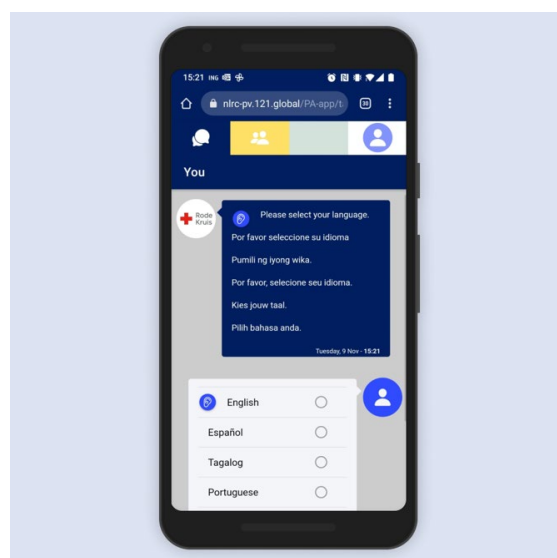 15:21 ING
nlrc-pv.121.global/PA-app/t
You
Rode
Kruis
Please select your language.
Por favor seleccione su idioma
Pumili ng iyong wika.
Por favor, selecione seu idioma.
Kies jouw taal.
Pilih bahasa anda.
Tuesday, 9 Nov - 15:21
English
Español
Tagalog
Portuguese